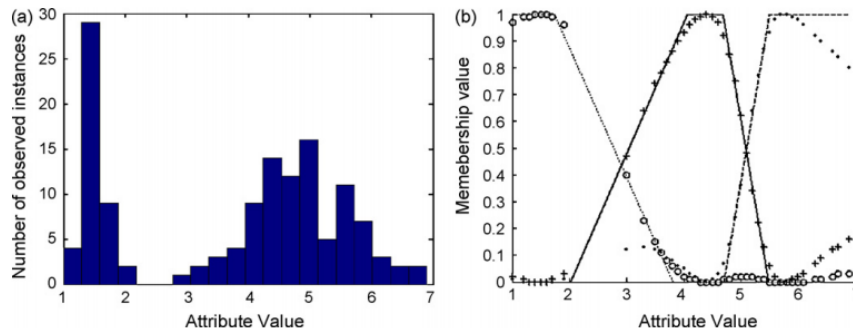 (a)
30
25
20
15
10
5
0
Number of observed instances
1 2 3 4 5 6 7
Attribute Value
(b)
1
0.9
0.8
0.7
0.6
0.5
0.4
0.3
0.2
0.1
0
Memebership value
1 2 3 4 5 6 7
Attribute Value